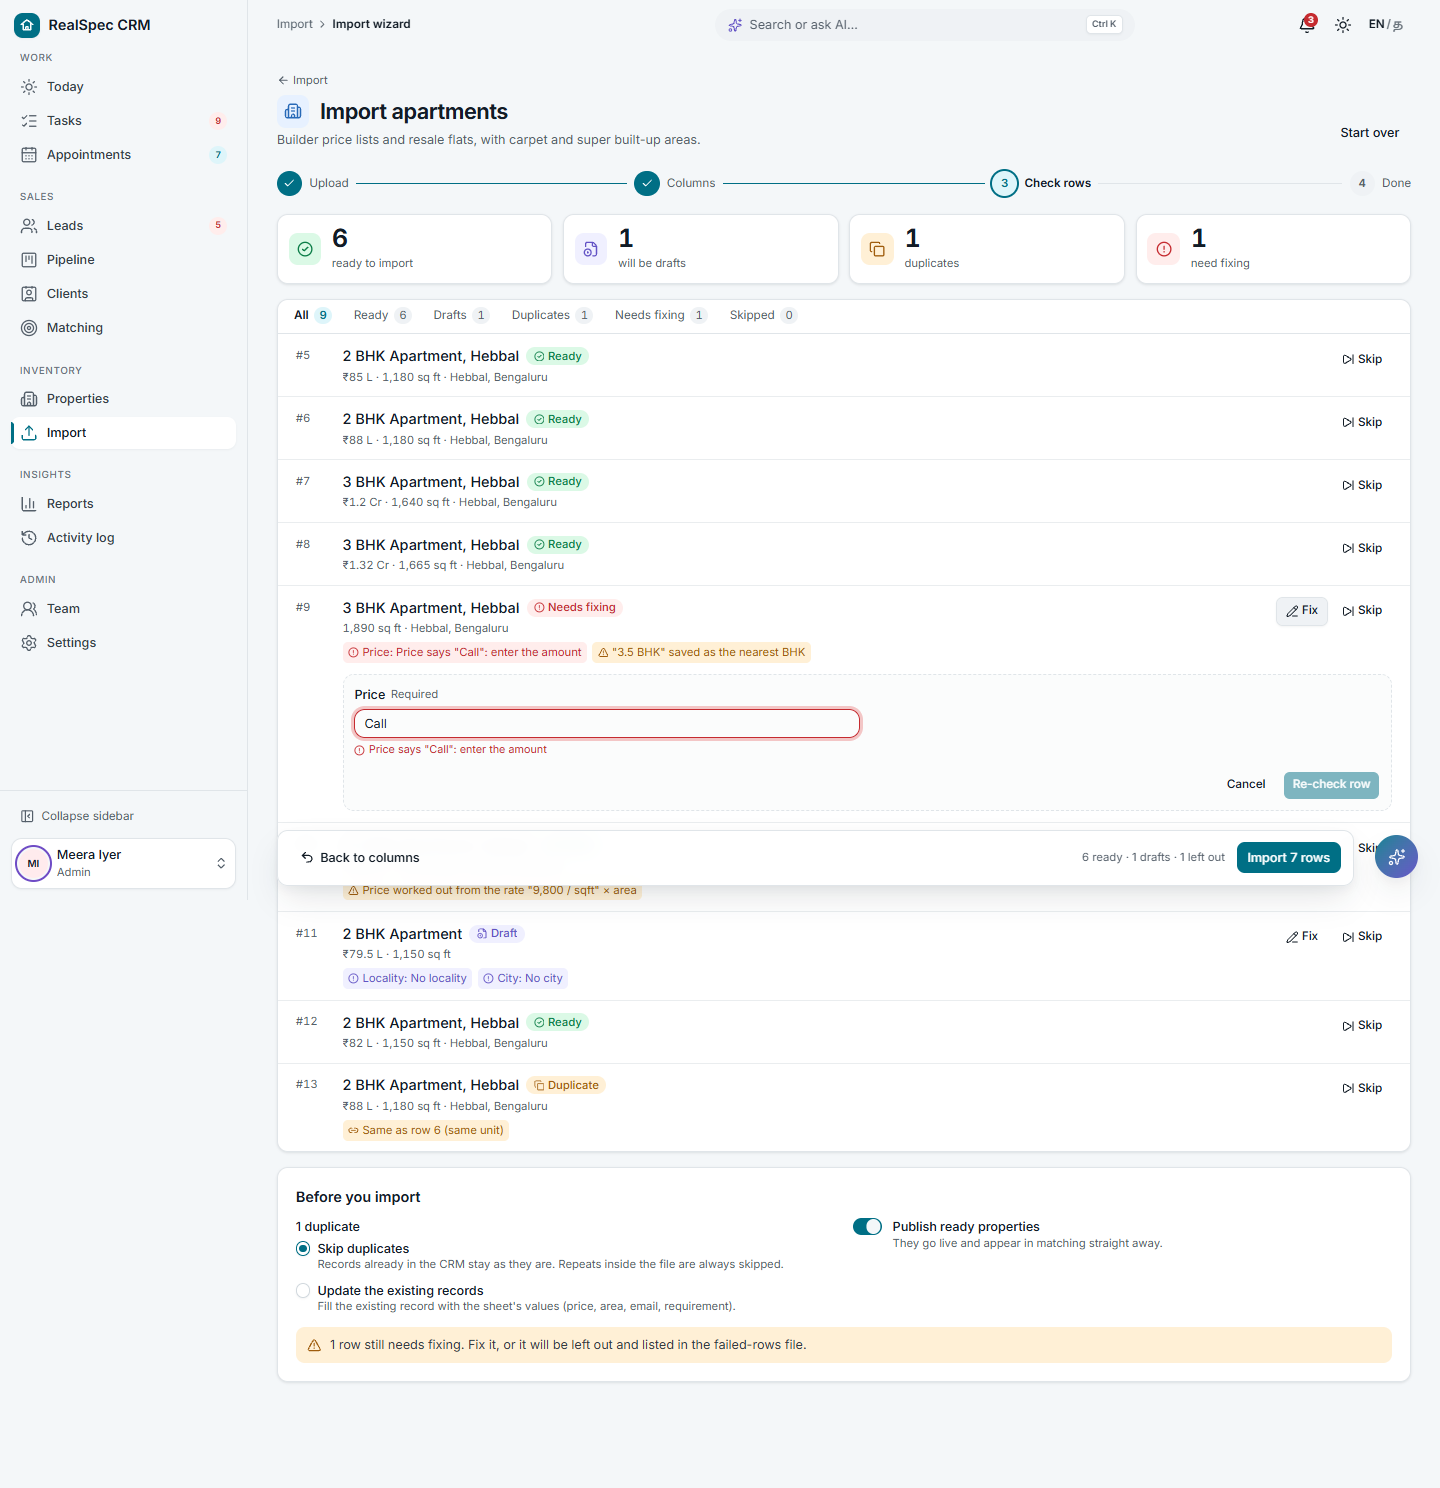 RealSpec CRM
WORK
Today
Tasks 9
Appointments 7
SALES
Leads 5
Pipeline
Clients
Matching
INVENTORY
Properties
Import
INSIGHTS
Reports
Activity log
ADMIN
Team
Settings
Collapse sidebar
MI
Meera Iyer
Admin
Import > Import wizard
Search or ask AI...
Ctrl K
3
EN / த
← Import
Import apartments
Builder price lists and resale flats, with carpet and super built-up areas.
Start over
Upload
Columns
3 Check rows
4 Done
6
ready to import
1
will be drafts
1
duplicates
1
need fixing
All 9 Ready 6 Drafts 1 Duplicates 1 Needs fixing 1 Skipped 0
#5 2 BHK Apartment, Hebbal Ready Skip
₹85 L · 1,180 sq ft · Hebbal, Bengaluru
#6 2 BHK Apartment, Hebbal Ready Skip
₹88 L · 1,180 sq ft · Hebbal, Bengaluru
#7 3 BHK Apartment, Hebbal Ready Skip
₹1.2 Cr · 1,640 sq ft · Hebbal, Bengaluru
#8 3 BHK Apartment, Hebbal Ready Skip
₹1.32 Cr · 1,665 sq ft · Hebbal, Bengaluru
#9 3 BHK Apartment, Hebbal Needs fixing Fix Skip
1,890 sq ft · Hebbal, Bengaluru
Price: Price says "Call": enter the amount "3.5 BHK" saved as the nearest BHK
Price Required
Call
Price says "Call": enter the amount
Cancel Re-check row
Back to columns 6 ready · 1 drafts · 1 left out Import 7 rows
Price worked out from the rate "9,800 / sqft" × area
#11 2 BHK Apartment Draft Fix Skip
₹79.5 L · 1,150 sq ft
Locality: No locality City: No city
#12 2 BHK Apartment, Hebbal Ready Skip
₹82 L · 1,150 sq ft · Hebbal, Bengaluru
#13 2 BHK Apartment, Hebbal Duplicate Skip
₹88 L · 1,180 sq ft · Hebbal, Bengaluru
Same as row 6 (same unit)
Before you import
1 duplicate
Skip duplicates
Records already in the CRM stay as they are. Repeats inside the file are always skipped.
Update the existing records
Fill the existing record with the sheet's values (price, area, email, requirement).
Publish ready properties
They go live and appear in matching straight away.
1 row still needs fixing. Fix it, or it will be left out and listed in the failed-rows file.